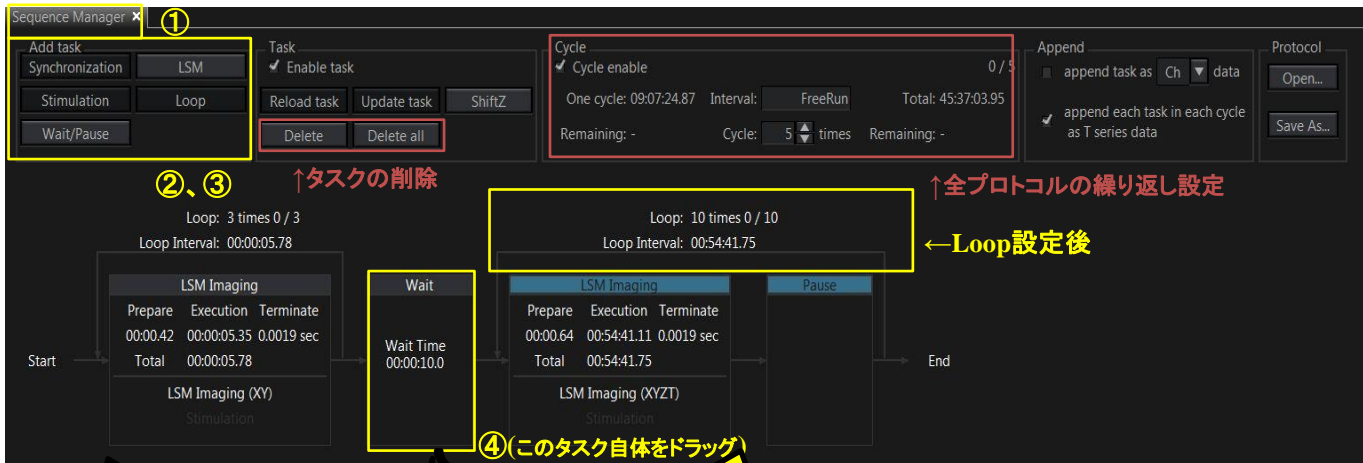 Sequence Manager ×
①
Add task
Synchronization LSM
Stimulation Loop
Wait/Pause
②、③
Task
Enable task
Reload task Update task ShiftZ
Delete Delete all
↑タスクの削除
Cycle
Cycle enable 0 / 5
One cycle: 09:07:24.87 Interval: FreeRun Total: 45:37:03.95
Remaining: - Cycle: 5 times Remaining: -
↑全プロトコルの繰り返し設定
Append
append task as Ch data
append each task in each cycle
as T series data
Protocol
Open...
Save As...
Loop: 3 times 0 / 3
Loop Interval: 00:00:05.78
Loop: 10 times 0 / 10
Loop Interval: 00:54:41.75
←Loop設定後
Start
LSM Imaging
Prepare Execution Terminate
00:00.42 00:00:05.35 0.0019 sec
Total 00:00:05.78
LSM Imaging (XY)
Stimulation
Wait
Wait Time
00:00:10.0
④(このタスク自体をドラッグ)
LSM Imaging
Prepare Execution Terminate
00:00.64 00:54:41.11 0.0019 sec
Total 00:54:41.75
LSM Imaging (XYZT)
Stimulation
Pause
End